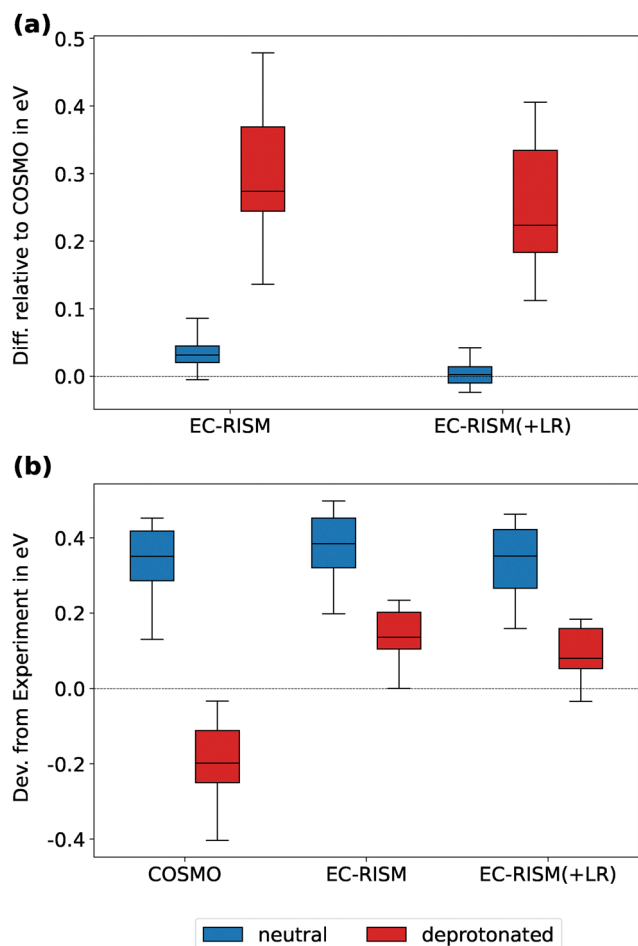 (a)
Diff. relative to COSMO in eV
0.5
0.4
0.3
0.2
0.1
0.0
EC-RISM
EC-RISM(+LR)
(b)
Dev. from Experiment in eV
0.4
0.2
0.0
-0.2
-0.4
COSMO
EC-RISM
EC-RISM(+LR)
neutral
deprotonated